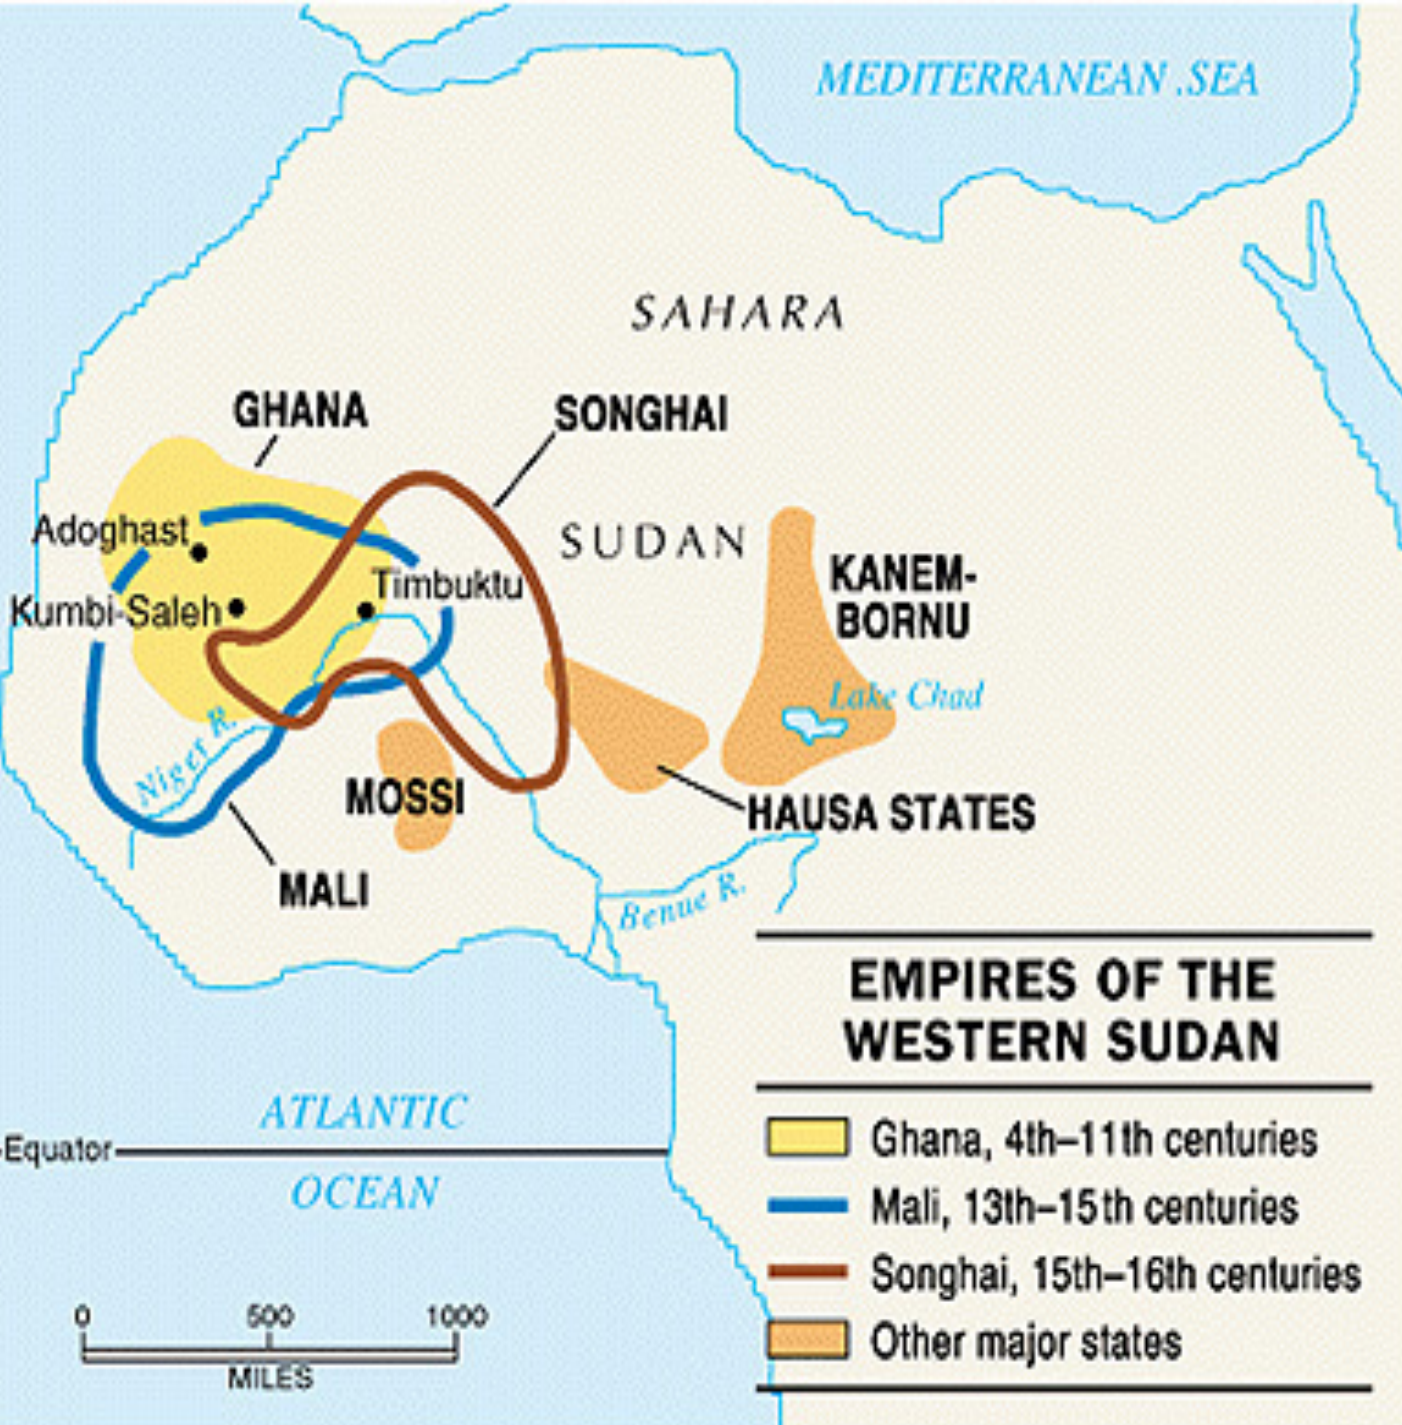 MEDITERRANEAN .SEA
SAHARA
GHANA
SONGHAI
Adoghast
SUDAN
KANEM-
BORNU
Timbuktu
Kumbi-Saleh
Lake Chad
Niger R.
MOSSI
HAUSA STATES
MALI
Benue R.
EMPIRES OF THE
WESTERN SUDAN
ATLANTIC
Equator
OCEAN
Ghana, 4th–11th centuries
Mali, 13th–15th centuries
Songhai, 15th–16th centuries
Other major states
0 500 1000
MILES